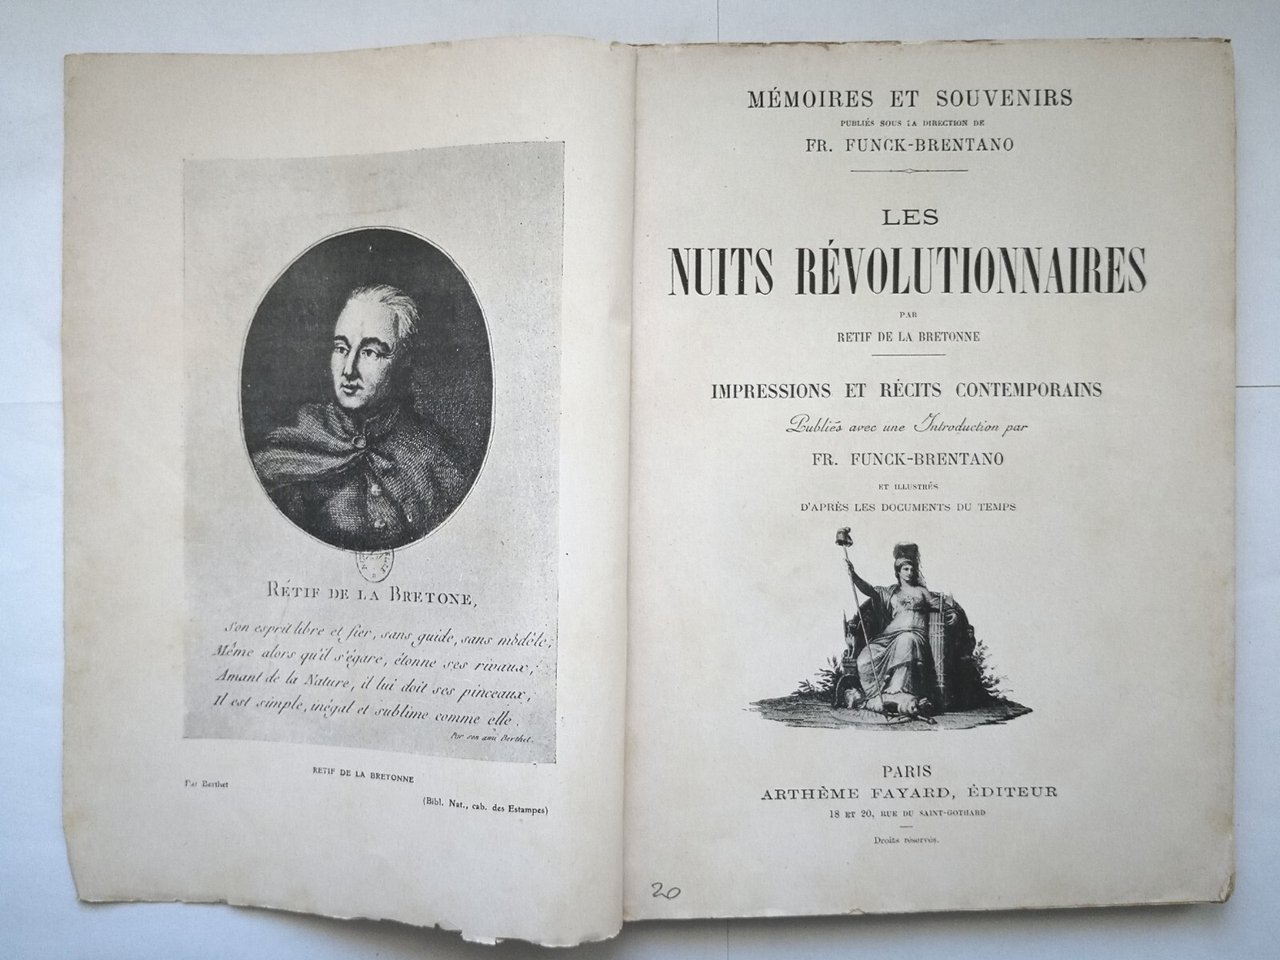 RÉTIF DE LA BRETONE,
Son esprit libre et fier, sans guide, sans modèle,
Même alors qu'il s'égare, étonne ses rivaux;
Amant de la Nature, il lui doit ses pinceaux,
Il est simple, inégal et sublime comme elle.
Par son ami Berthet.
RETIF DE LA BRETONNE
Par Berthet
(Bibl. Nat., cab. des Estampes)
MÉMOIRES ET SOUVENIRS
PUBLIÉS SOUS LA DIRECTION DE
FR. FUNCK-BRENTANO
LES
NUITS RÉVOLUTIONNAIRES
PAR
RETIF DE LA BRETONNE
IMPRESSIONS ET RÉCITS CONTEMPORAINS
Publiés avec une Introduction par
FR. FUNCK-BRENTANO
ET ILLUSTRÉS
D'APRÈS LES DOCUMENTS DU TEMPS
PARIS
ARTHÈME FAYARD, ÉDITEUR
18 ET 20, RUE DU SAINT-GOTHARD
Droits réservés.
20